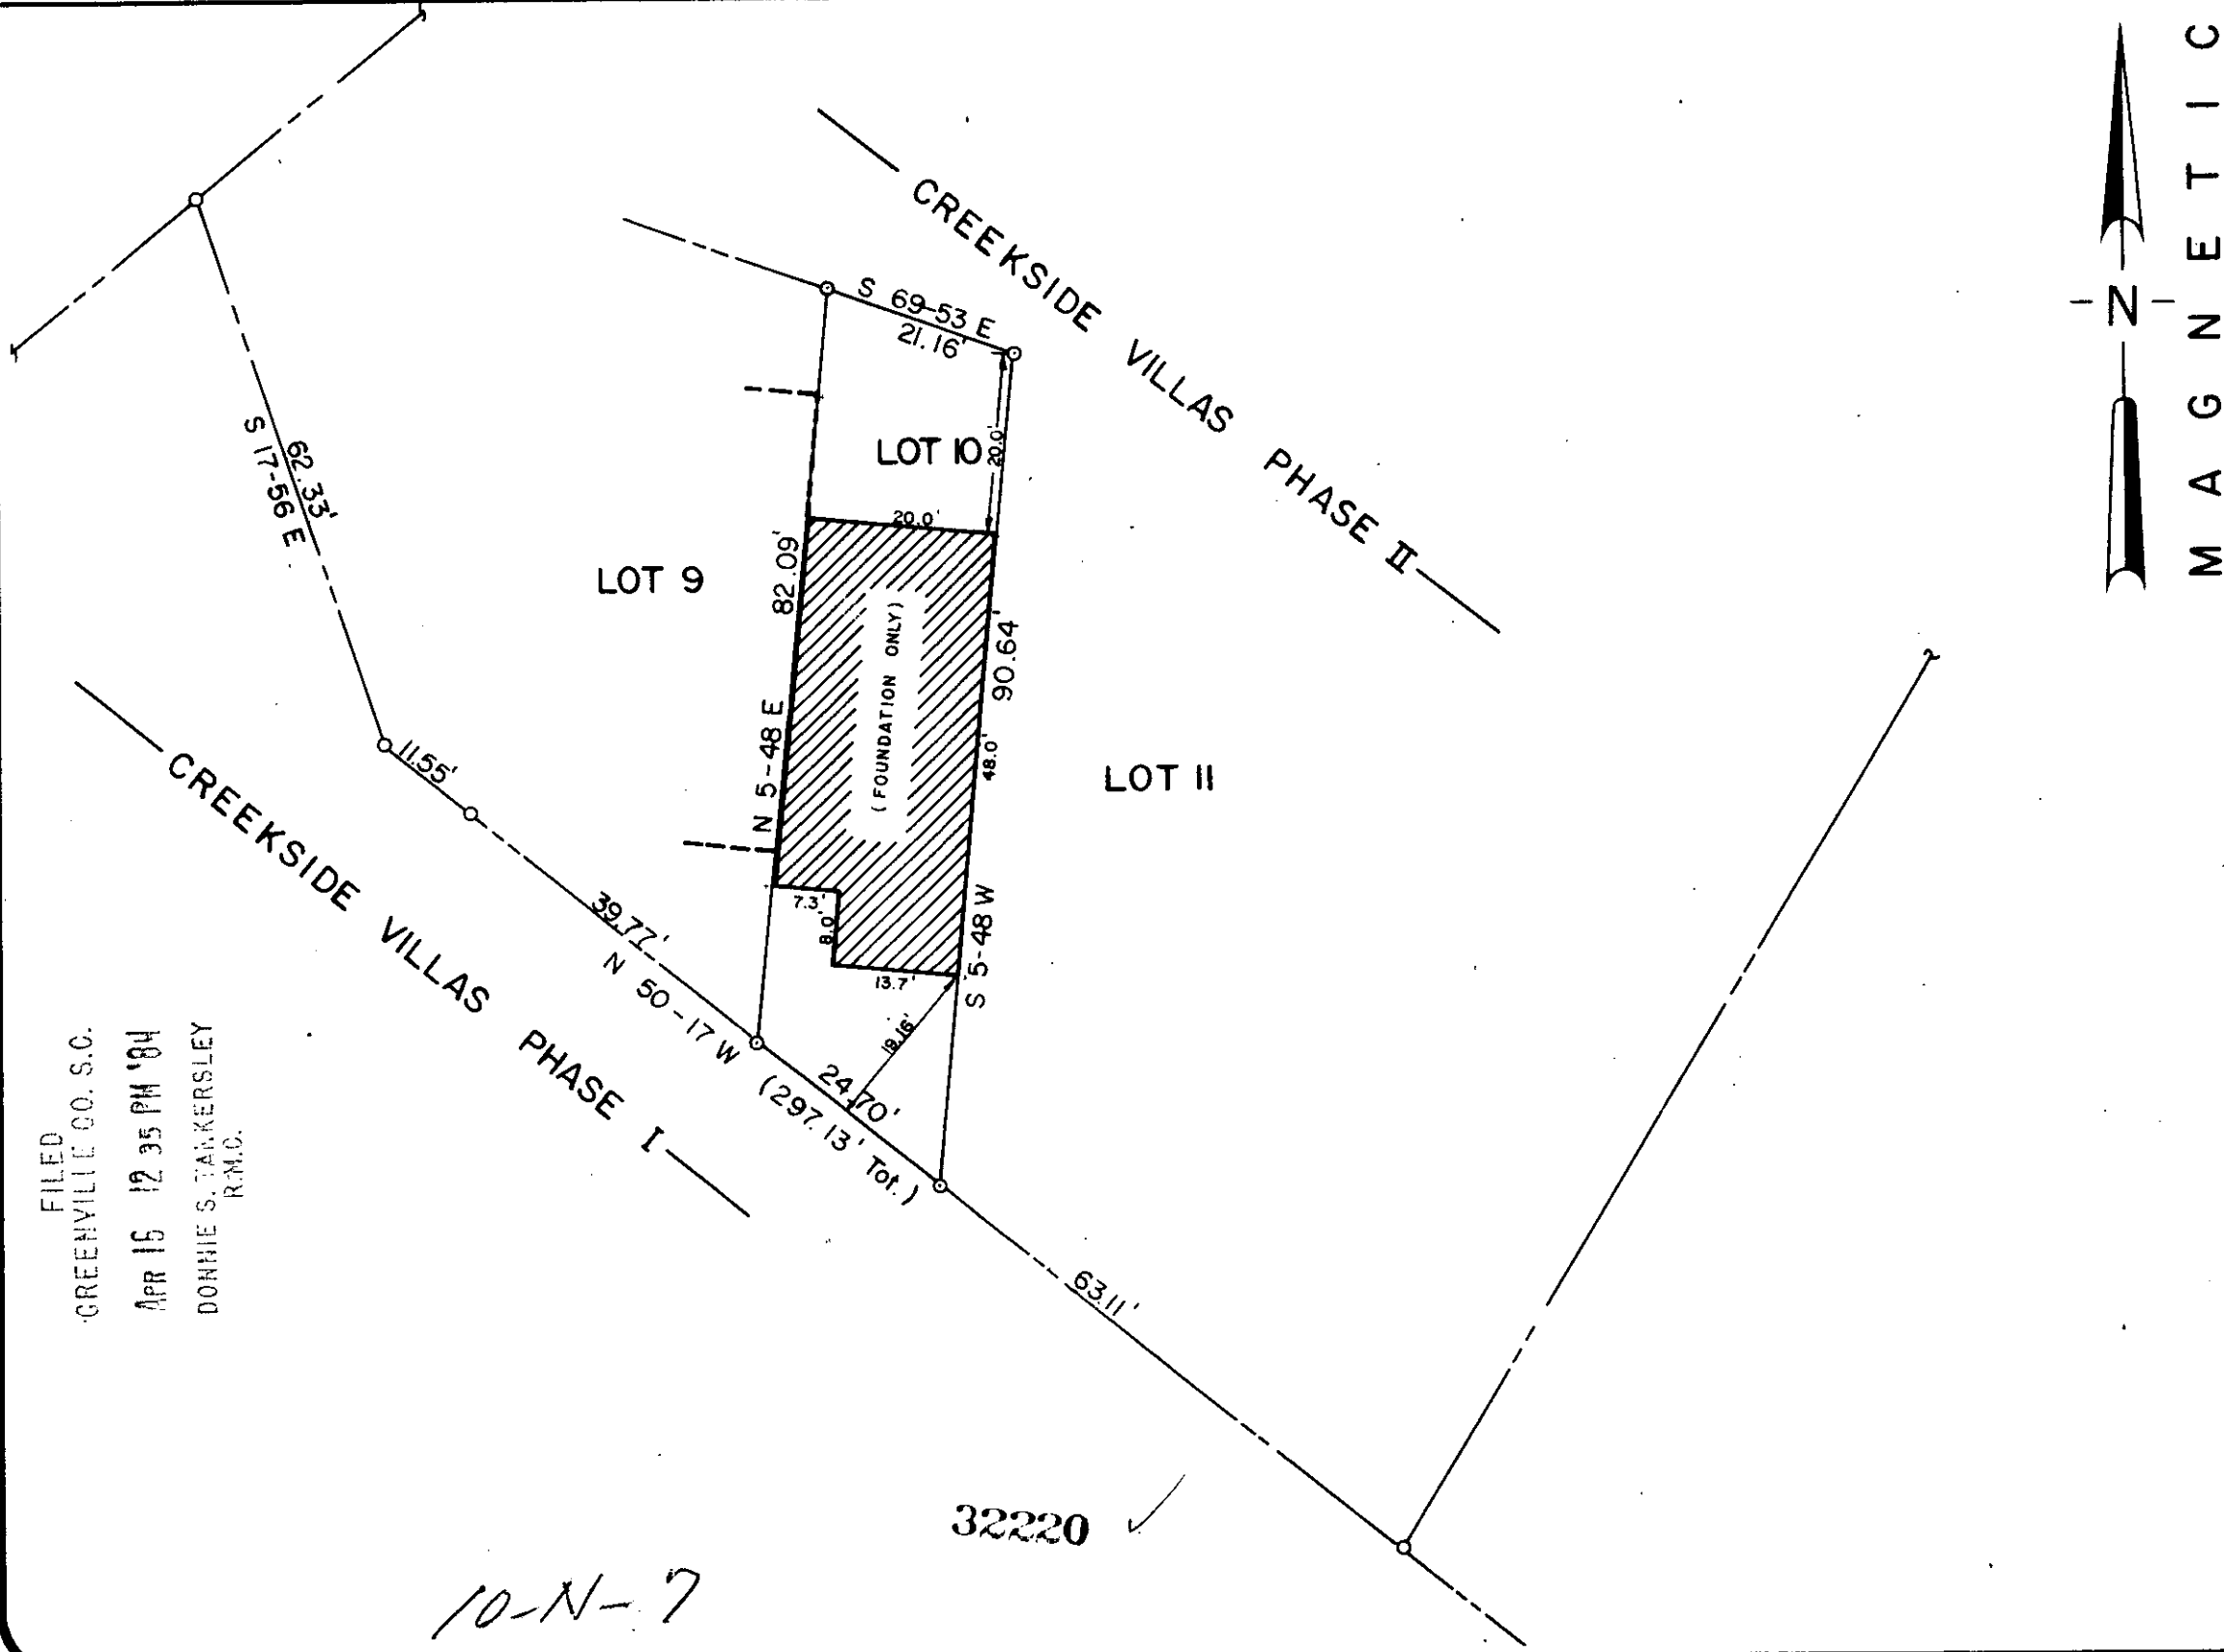 MAGNETIC
-N-
CREEKSIDE VILLAS PHASE II
S 69-53 E
21.16'
LOT 10
20.0'
20.0'
62.33'
S 17-56 E
LOT 9
82.09'
N 5-48 E
(FOUNDATION ONLY)
90.64'
48.0'
S 5-48 W
LOT 11
11.55'
CREEKSIDE VILLAS PHASE I
39.77'
N 50-17 W (297.13' Tot.)
7.3'
8.0'
13.7'
19.16'
24.70'
63.11'
FILED
GREENVILLE CO. S.C.
APR 16 12 35 PM '84
DONNIE S. TANKERSLEY
R.M.C.
32220
10-N-7